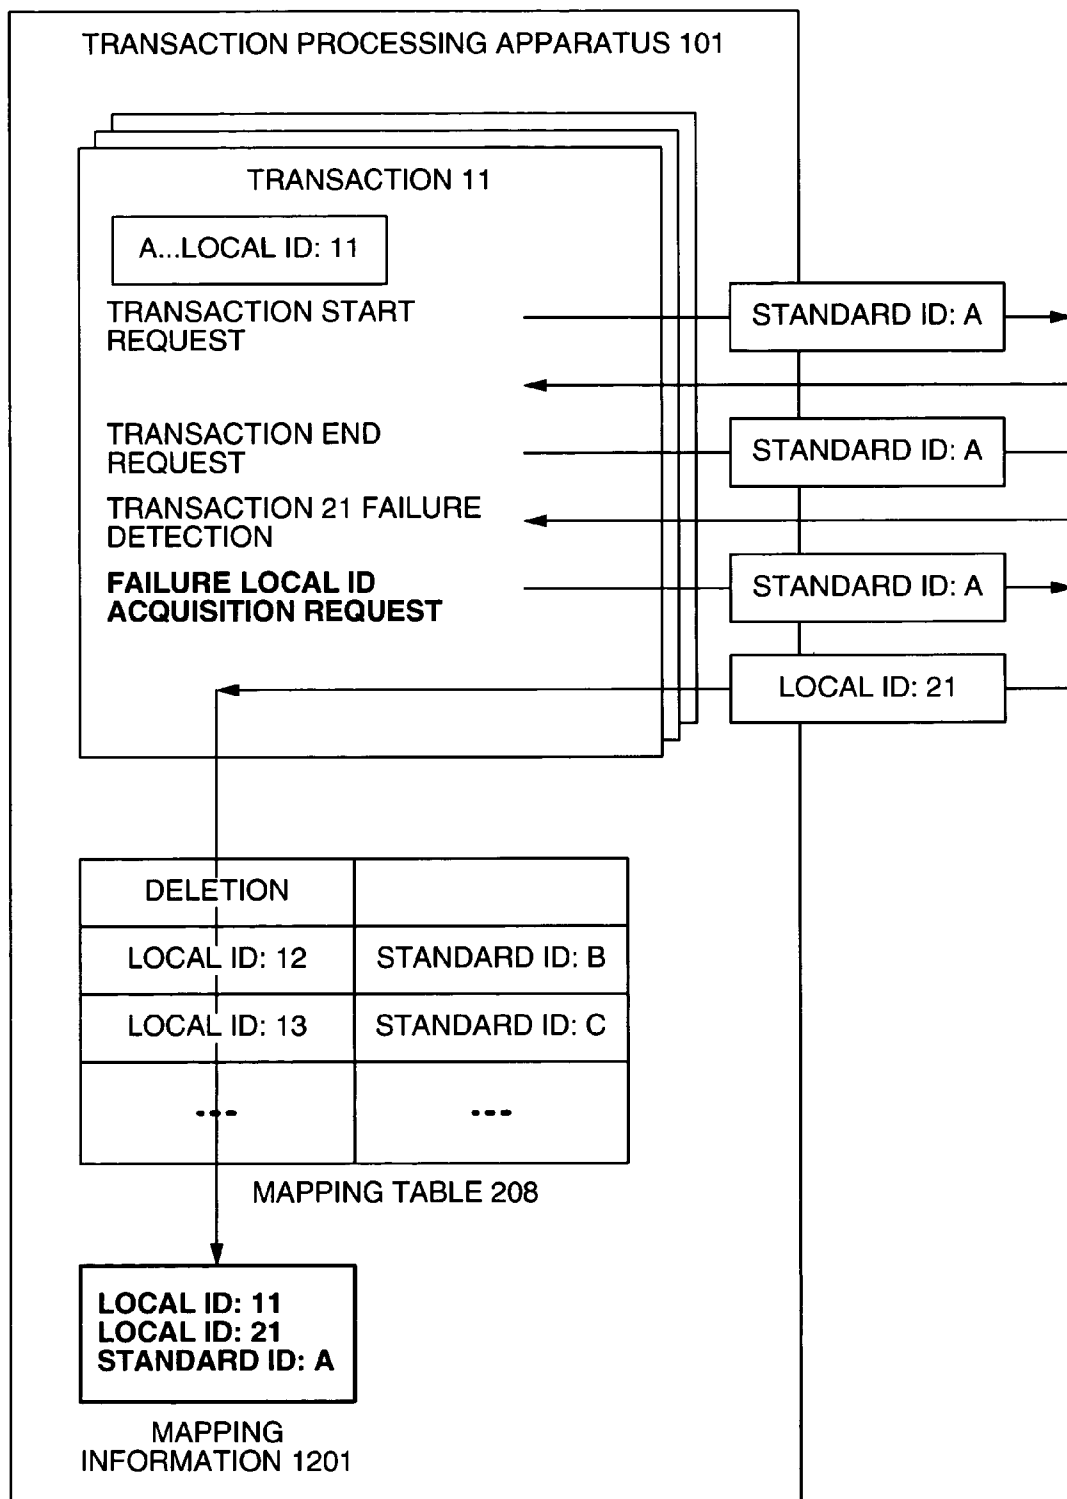 TRANSACTION PROCESSING APPARATUS 101
TRANSACTION 11
A...LOCAL ID: 11
TRANSACTION START
REQUEST
STANDARD ID: A
TRANSACTION END
REQUEST
STANDARD ID: A
TRANSACTION 21 FAILURE
DETECTION
FAILURE LOCAL ID
ACQUISITION REQUEST
STANDARD ID: A
LOCAL ID: 21
DELETION
LOCAL ID: 12
STANDARD ID: B
LOCAL ID: 13
STANDARD ID: C
---
---
MAPPING TABLE 208
LOCAL ID: 11
LOCAL ID: 21
STANDARD ID: A
MAPPING
INFORMATION 1201